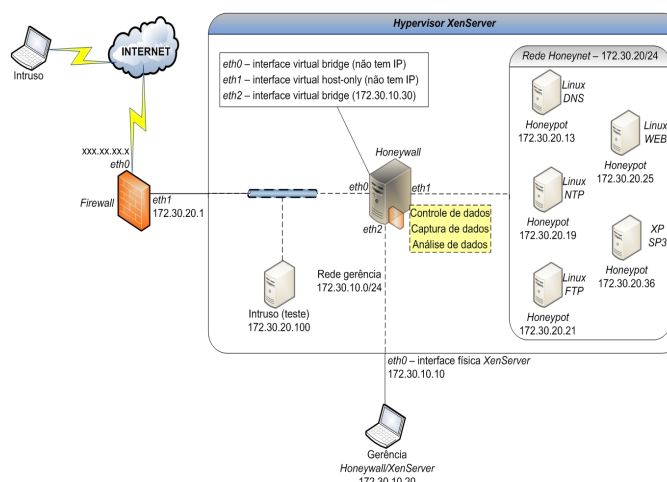 Hypervisor XenServer
Intruso
INTERNET
eth0 – interface virtual bridge (não tem IP)
eth1 – interface virtual host-only (não tem IP)
eth2 – interface virtual bridge (172.30.10.30)
Rede Honeynet – 172.30.20/24
Linux
DNS
Honeypot
172.30.20.13
Linux
WEB
Honeypot
172.30.20.25
Linux
NTP
Honeypot
172.30.20.19
XP
SP3
Honeypot
172.30.20.36
Linux
FTP
Honeypot
172.30.20.21
xxx.xx.xx.x
eth0
Firewall
eth1
172.30.20.1
Honeywall
eth0
eth1
eth2
Controle de dados
Captura de dados
Análise de dados
Rede gerência
172.30.10.0/24
Intruso (teste)
172.30.20.100
eth0 – interface física XenServer
172.30.10.10
Gerência
Honeywall/XenServer
172.30.10.20